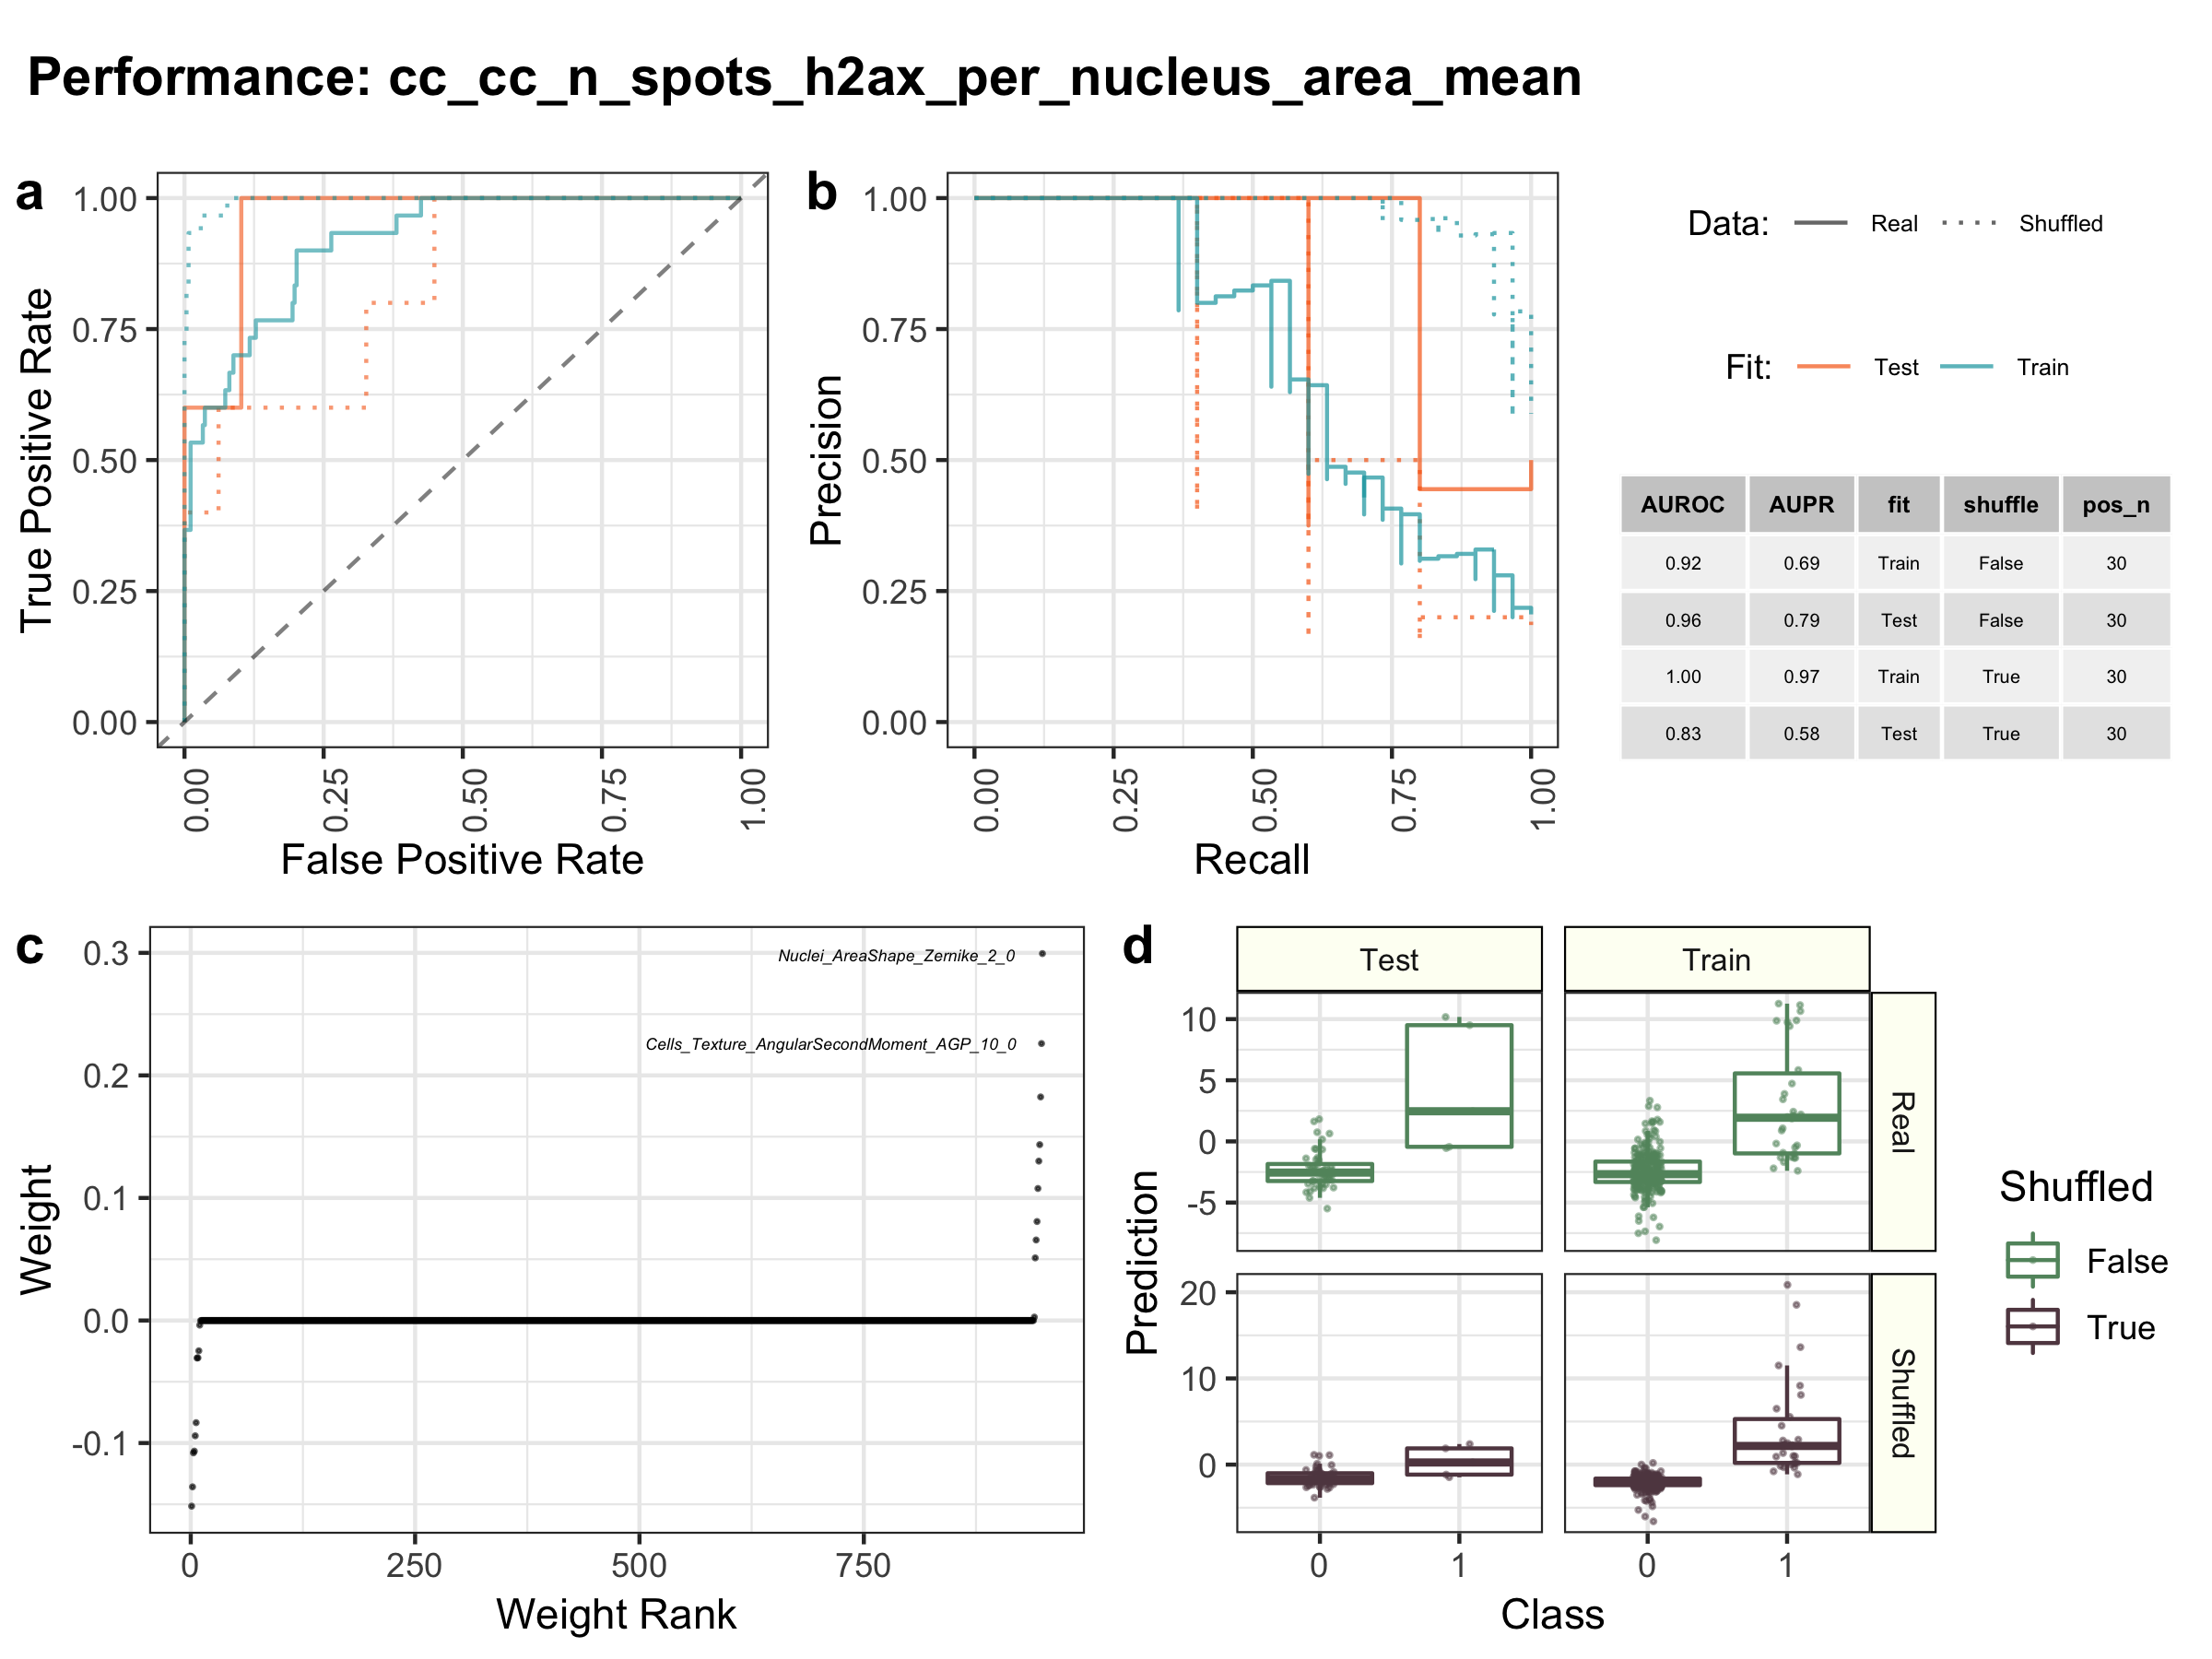 Performance: cc_cc_n_spots_h2ax_per_nucleus_area_mean
a
1.00
0.75
0.50
0.25
0.00
True Positive Rate
0.00 0.25 0.50 0.75 1.00
False Positive Rate
b
1.00
0.75
0.50
0.25
0.00
Precision
0.00 0.25 0.50 0.75 1.00
Recall
Data: Real Shuffled
Fit: Test Train
AUROC AUPR fit shuffle pos_n
0.92 0.69 Train False 30
0.96 0.79 Test False 30
1.00 0.97 Train True 30
0.83 0.58 Test True 30
c
0.3
0.2
0.1
0.0
-0.1
Weight
Nuclei_AreaShape_Zernike_2_0
Cells_Texture_AngularSecondMoment_AGP_10_0
0 250 500 750
Weight Rank
d
Test Train
10
5
0
-5
Real
20
10
0
Shuffled
Prediction
0 1 0 1
Class
Shuffled
False
True